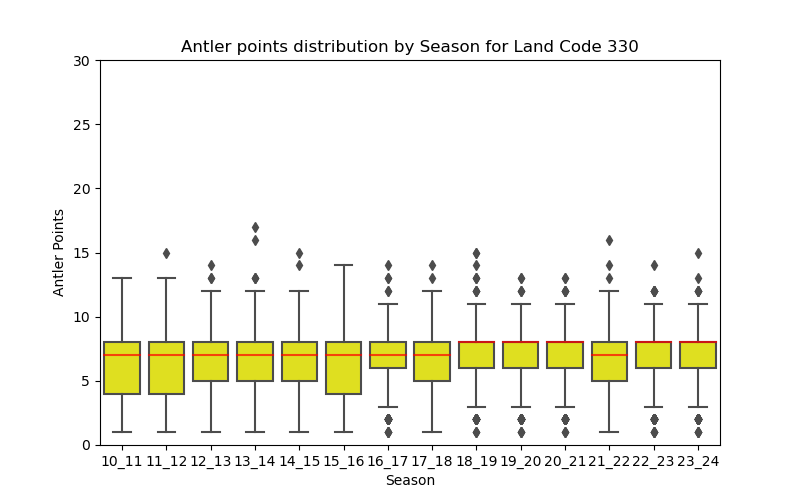 Antler points distribution by Season for Land Code 330
30
25
20
15
10
5
0
Antler Points
10_11 11_12 12_13 13_14 14_15 15_16 16_17 17_18 18_19 19_20 20_21 21_22 22_23 23_24
Season